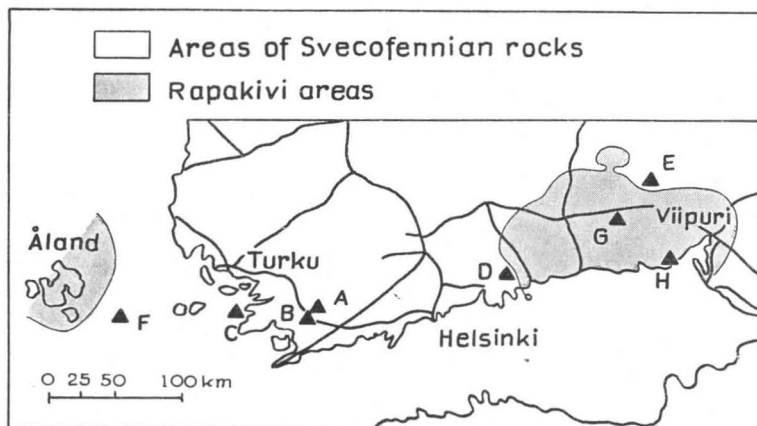 Areas of Svecofennian rocks
Rapakivi areas
E
Åland
Viipuri
G
Turku
H
D
A
B
F
C
Helsinki
0 25 50 100 km